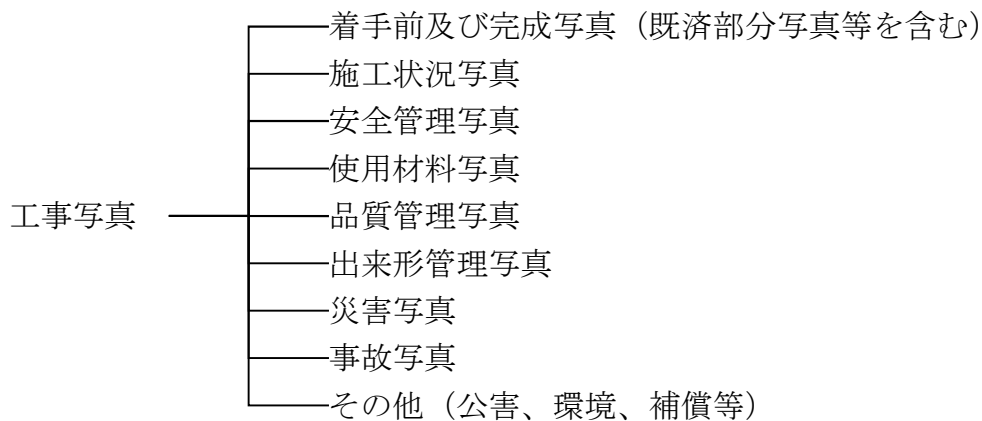 工事写真
着手前及び完成写真（既済部分写真等を含む）
施工状況写真
安全管理写真
使用材料写真
品質管理写真
出来形管理写真
災害写真
事故写真
その他（公害、環境、補償等）